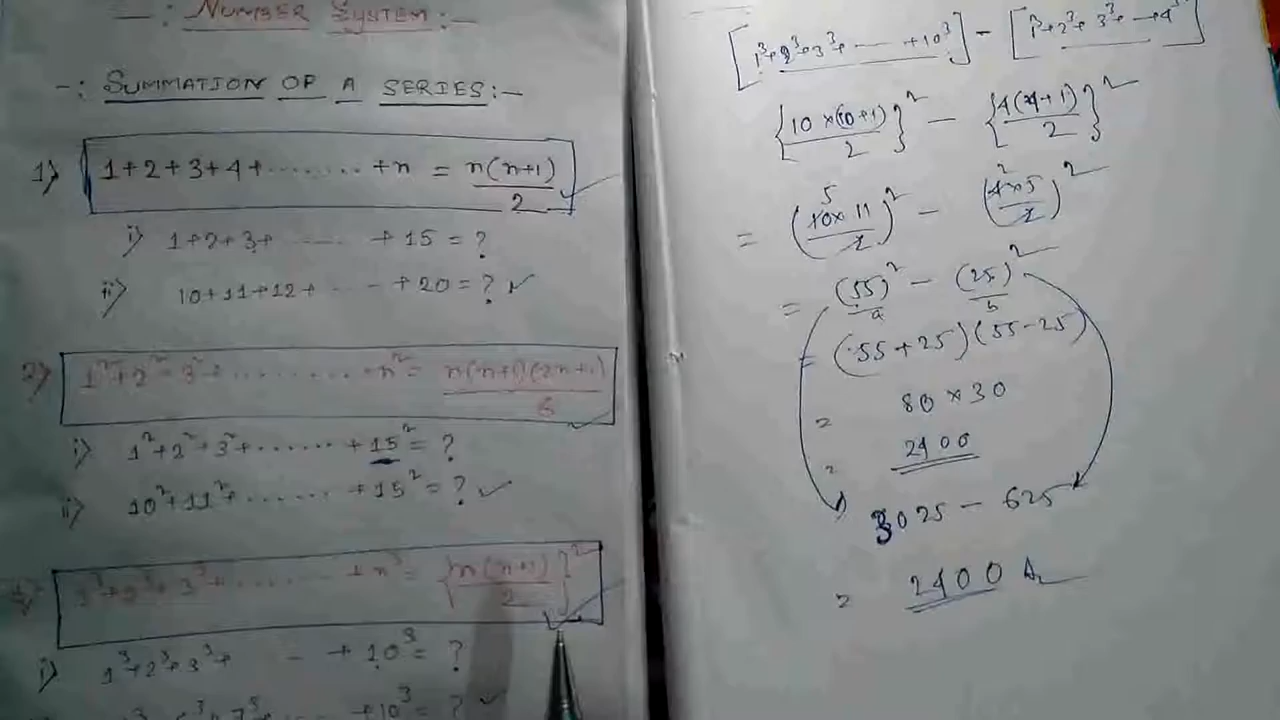 —: NUMBER SYSTEM :—
-: SUMMATION OF A SERIES :-
1) 1+2+3+4+........+n = n(n+1)/2
i) 1+2+3+ ...... +15 = ?
ii) 10+11+12+ ..... +20 = ? ✓
2) 1²+2²+3²+..........+n² = n(n+1)(2n+1)/6
i) 1²+2²+3²+.......+15² = ?
ii) 10²+11²+.......+15² = ? ✓
1³+2³+3³+ ...... +n³ = {n(n+1)/2}²
i) 1³+2³+3³+ - +10³ = ?
+10³ = ? ✓
[1³+2³+3³+ ---- +10³] - [1³+2³+3³+ -- +4³]
{10×(10+1)/2}² - {4(4+1)/2}²
= (10×11/2)² - (4×5/2)²
= (55)² - (25)²
a b
= (55+25)(55-25)
= 80×30
= 2400
3025 - 625
= 2400